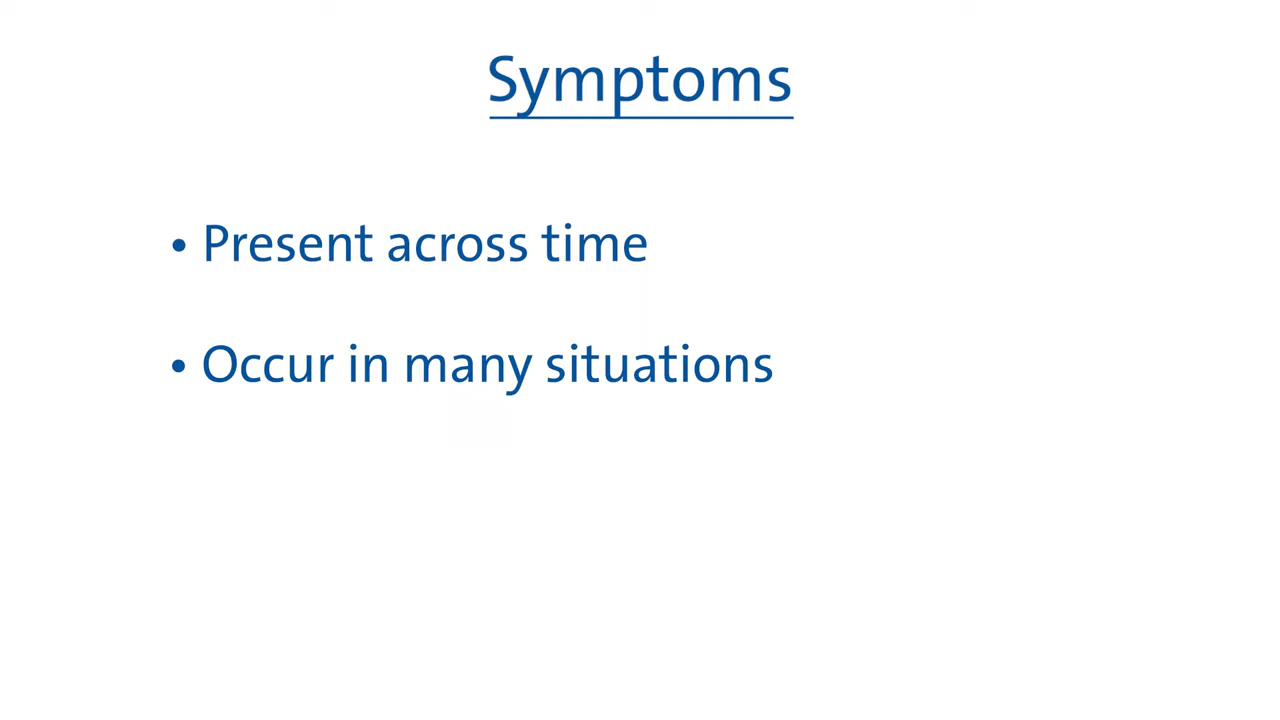 Symptoms
• Present across time
• Occur in many situations